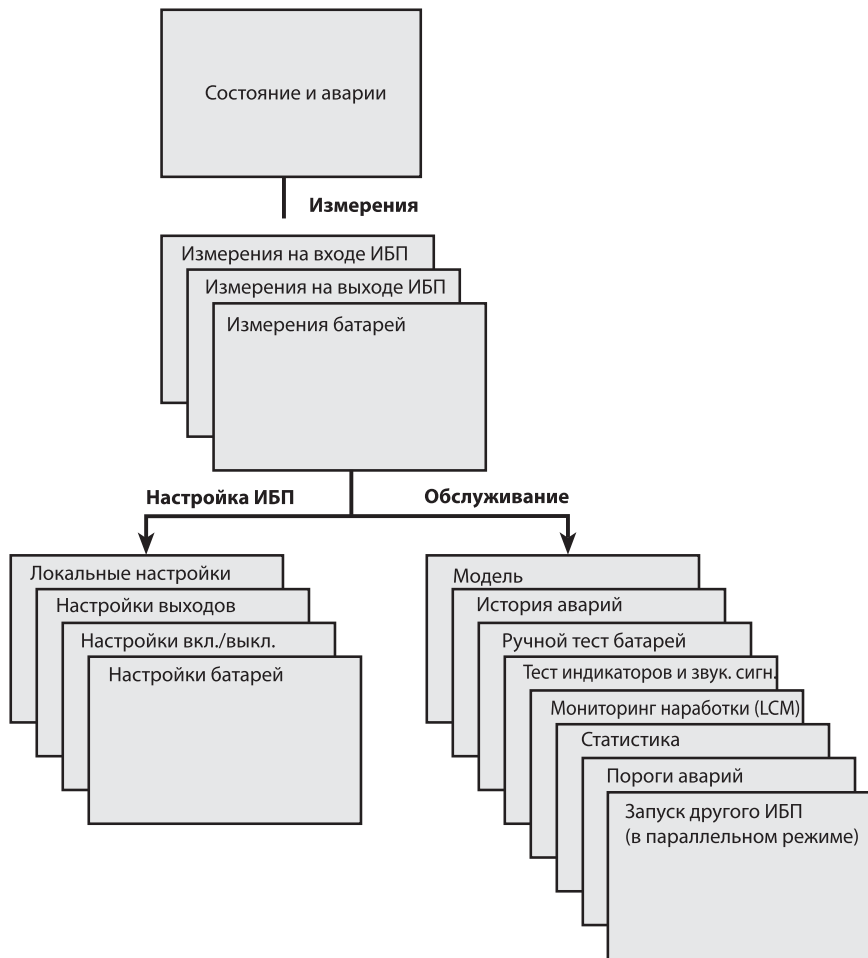 Состояние и аварии
Измерения
Измерения на входе ИБП
Измерения на выходе ИБП
Измерения батарей
Настройка ИБП
Обслуживание
Локальные настройки
Настройки выходов
Настройки вкл./выкл.
Настройки батарей
Модель
История аварий
Ручной тест батарей
Тест индикаторов и звук. сигн.
Мониторинг наработки (LCM)
Статистика
Пороги аварий
Запуск другого ИБП
(в параллельном режиме)